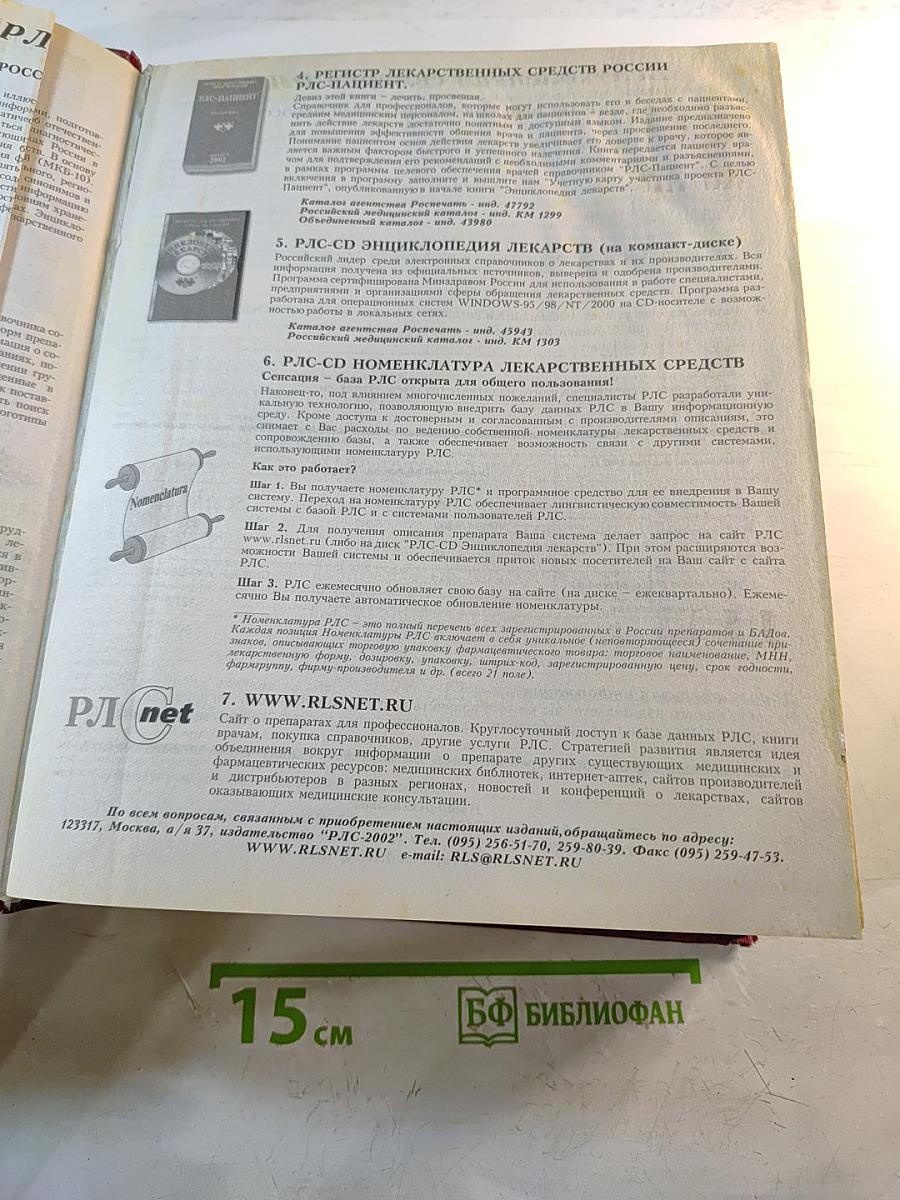 4. РЕГИСТР ЛЕКАРСТВЕННЫХ СРЕДСТВ РОССИИ
РЛС-ПАЦИЕНТ.
Девиз этой книги – лечить, просвещая.
Справочник для профессионалов, которые могут использовать его в беседах с пациентами,
средним медицинским персоналом, на школах для пациентов – везде, где необходимо разъяс-
нить действие лекарств достаточно понятным и доступным языком. Издание предназначено
для повышения эффективности общения врача и пациента, через просвещение последнего.
Понимание пациентом основ действия лекарств увеличивает его доверие к врачу, которое яв-
ляется важным фактором быстрого и успешного излечения. Книга передается пациенту вра-
чом для подтверждения его рекомендаций с необходимыми комментариями и разъяснениями,
в рамках программы целевого обеспечения врачей справочником "РЛС-Пациент". С целью
включения в программу заполните и вышлите нам "Учетную карту участника проекта РЛС-
Пациент", опубликованную в начале книги "Энциклопедия лекарств".
Каталог агентства Роспечать - инд. 47792
Российский медицинский каталог - инд. КМ 1299
Объединенный каталог - инд. 43980
РЛС-ПАЦИЕНТ
2002
5. РЛС-CD ЭНЦИКЛОПЕДИЯ ЛЕКАРСТВ (на компакт-диске)
Российский лидер среди электронных справочников о лекарствах и их производителях. Вся
информация получена из официальных источников, выверена и одобрена производителями.
Программа сертифицирована Минздравом России для использования в работе специалистами,
предприятиями и организациями сферы обращения лекарственных средств. Программа раз-
работана для операционных систем WINDOWS-95/98/NT/2000 на CD-носителе с возмож-
ностью работы в локальных сетях.
Каталог агентства Роспечать - инд. 45943
Российский медицинский каталог - инд. КМ 1303
6. РЛС-CD НОМЕНКЛАТУРА ЛЕКАРСТВЕННЫХ СРЕДСТВ
Сенсация – база РЛС открыта для общего пользования!
Наконец-то, под влиянием многочисленных пожеланий, специалисты РЛС разработали уни-
кальную технологию, позволяющую внедрить базу данных РЛС в Вашу информационную
среду. Кроме доступа к достоверным и согласованным с производителями описаниям, это
снимает с Вас расходы по ведению собственной номенклатуры лекарственных средств и
сопровождению базы, а также обеспечивает возможность связи с другими системами,
использующими номенклатуру РЛС.
Как это работает?
Nomenclatura
Шаг 1. Вы получаете номенклатуру РЛС* и программное средство для ее внедрения в Вашу
систему. Переход на номенклатуру РЛС обеспечивает лингвистическую совместимость Вашей
системы с базой РЛС и с системами пользователей РЛС.
Шаг 2. Для получения описания препарата Ваша система делает запрос на сайт РЛС
www.rlsnet.ru (либо на диск "РЛС-CD Энциклопедия лекарств"). При этом расширяются воз-
можности Вашей системы и обеспечивается приток новых посетителей на Ваш сайт с сайта
РЛС.
Шаг 3. РЛС ежемесячно обновляет свою базу на сайте (на диске – ежеквартально). Ежеме-
сячно Вы получаете автоматическое обновление номенклатуры.
* Номенклатура РЛС – это полный перечень всех зарегистрированных в России препаратов и БАДов.
Каждая позиция Номенклатуры РЛС включает в себя уникальное (неповторяющееся) сочетание при-
знаков, описывающих торговую упаковку фармацевтического товара: торговое наименование, МНН,
лекарственную форму, дозировку, упаковку, штрих-код, зарегистрированную цену, срок годности,
фармгруппу, фирму-производителя и др. (всего 21 поле).
РЛС net
7. WWW.RLSNET.RU
Сайт о препаратах для профессионалов. Круглосуточный доступ к базе данных РЛС, книги
врачам, покупка справочников, другие услуги РЛС. Стратегией развития является идея
объединения вокруг информации о препарате других существующих медицинских и
фармацевтических ресурсов: медицинских библиотек, интернет-аптек, сайтов производителей
и дистрибьютеров в разных регионах, новостей и конференций о лекарствах, сайтов
оказывающих медицинские консультации.
По всем вопросам, связанным с приобретением настоящих изданий, обращайтесь по адресу:
123317, Москва, а/я 37, издательство "РЛС-2002". Тел. (095) 256-51-70, 259-80-39. Факс (095) 259-47-53.
WWW.RLSNET.RU e-mail: RLS@RLSNET.RU
15 см
БФ БИБЛИОФАН